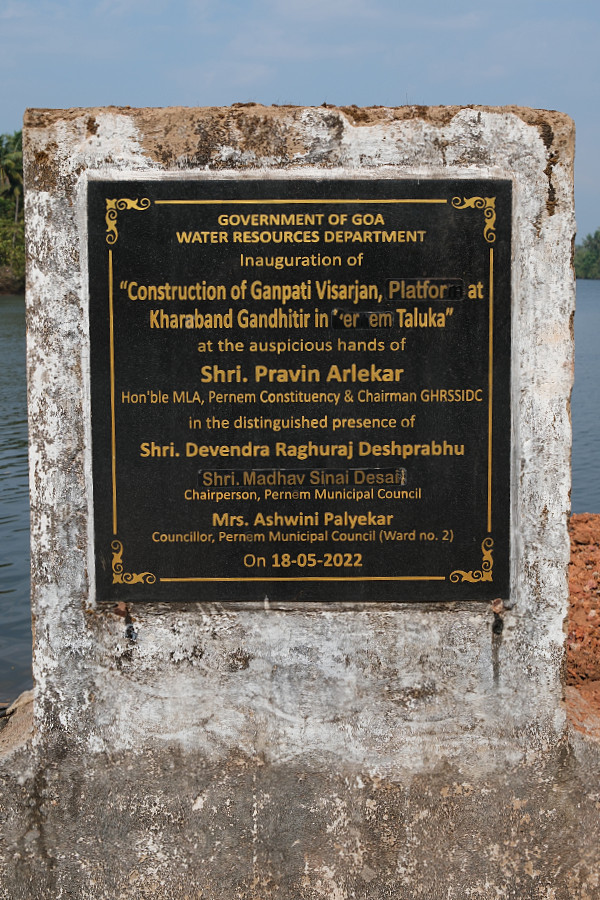 GOVERNMENT OF GOA
WATER RESOURCES DEPARTMENT
Inauguration of
“Construction of Ganpati Visarjan, Platform at
Kharaband Gandhitir in Pernem Taluka”
at the auspicious hands of
Shri. Pravin Arlekar
Hon'ble MLA, Pernem Constituency & Chairman GHRSSIDC
in the distinguished presence of
Shri. Devendra Raghuraj Deshprabhu
Shri. Madhav Sinai Desai
Chairperson, Pernem Municipal Council
Mrs. Ashwini Palyekar
Councillor, Pernem Municipal Council (Ward no. 2)
On 18-05-2022